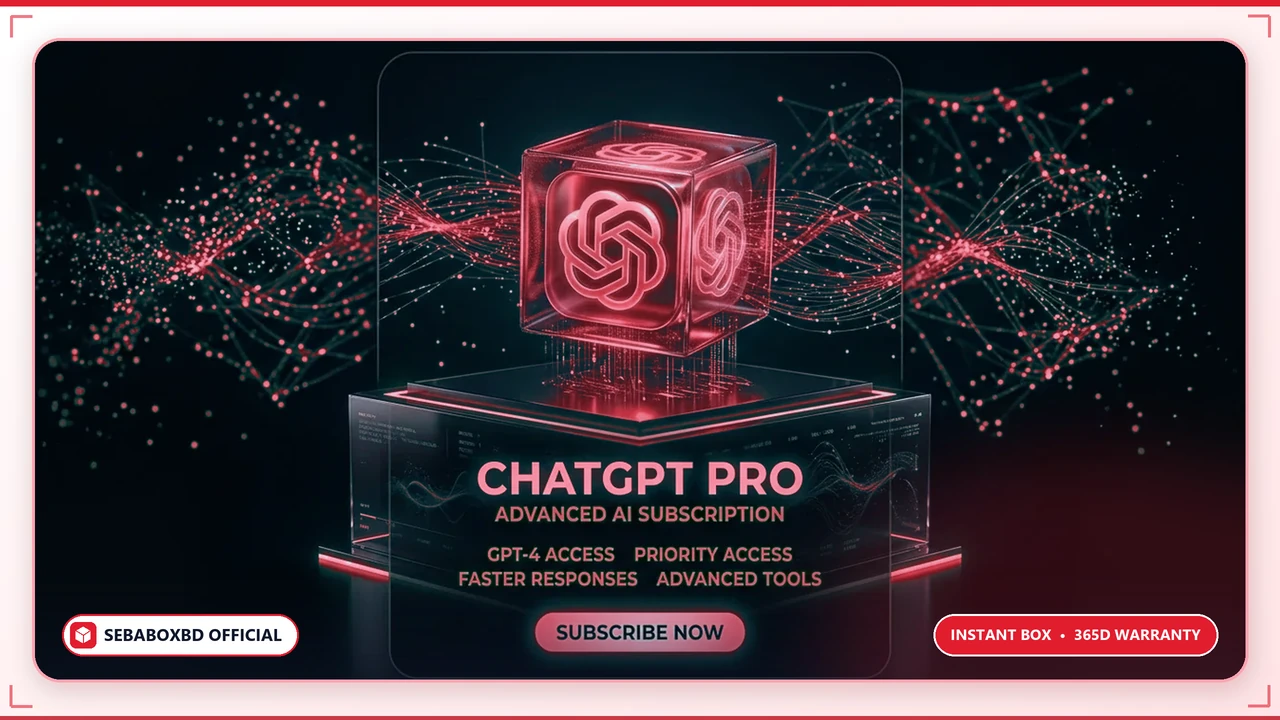 CHATGPT PRO
ADVANCED AI SUBSCRIPTION
GPT-4 ACCESS PRIORITY ACCESS
FASTER RESPONSES ADVANCED TOOLS
SUBSCRIBE NOW
SEBABOXBD OFFICIAL
INSTANT BOX • 365D WARRANTY